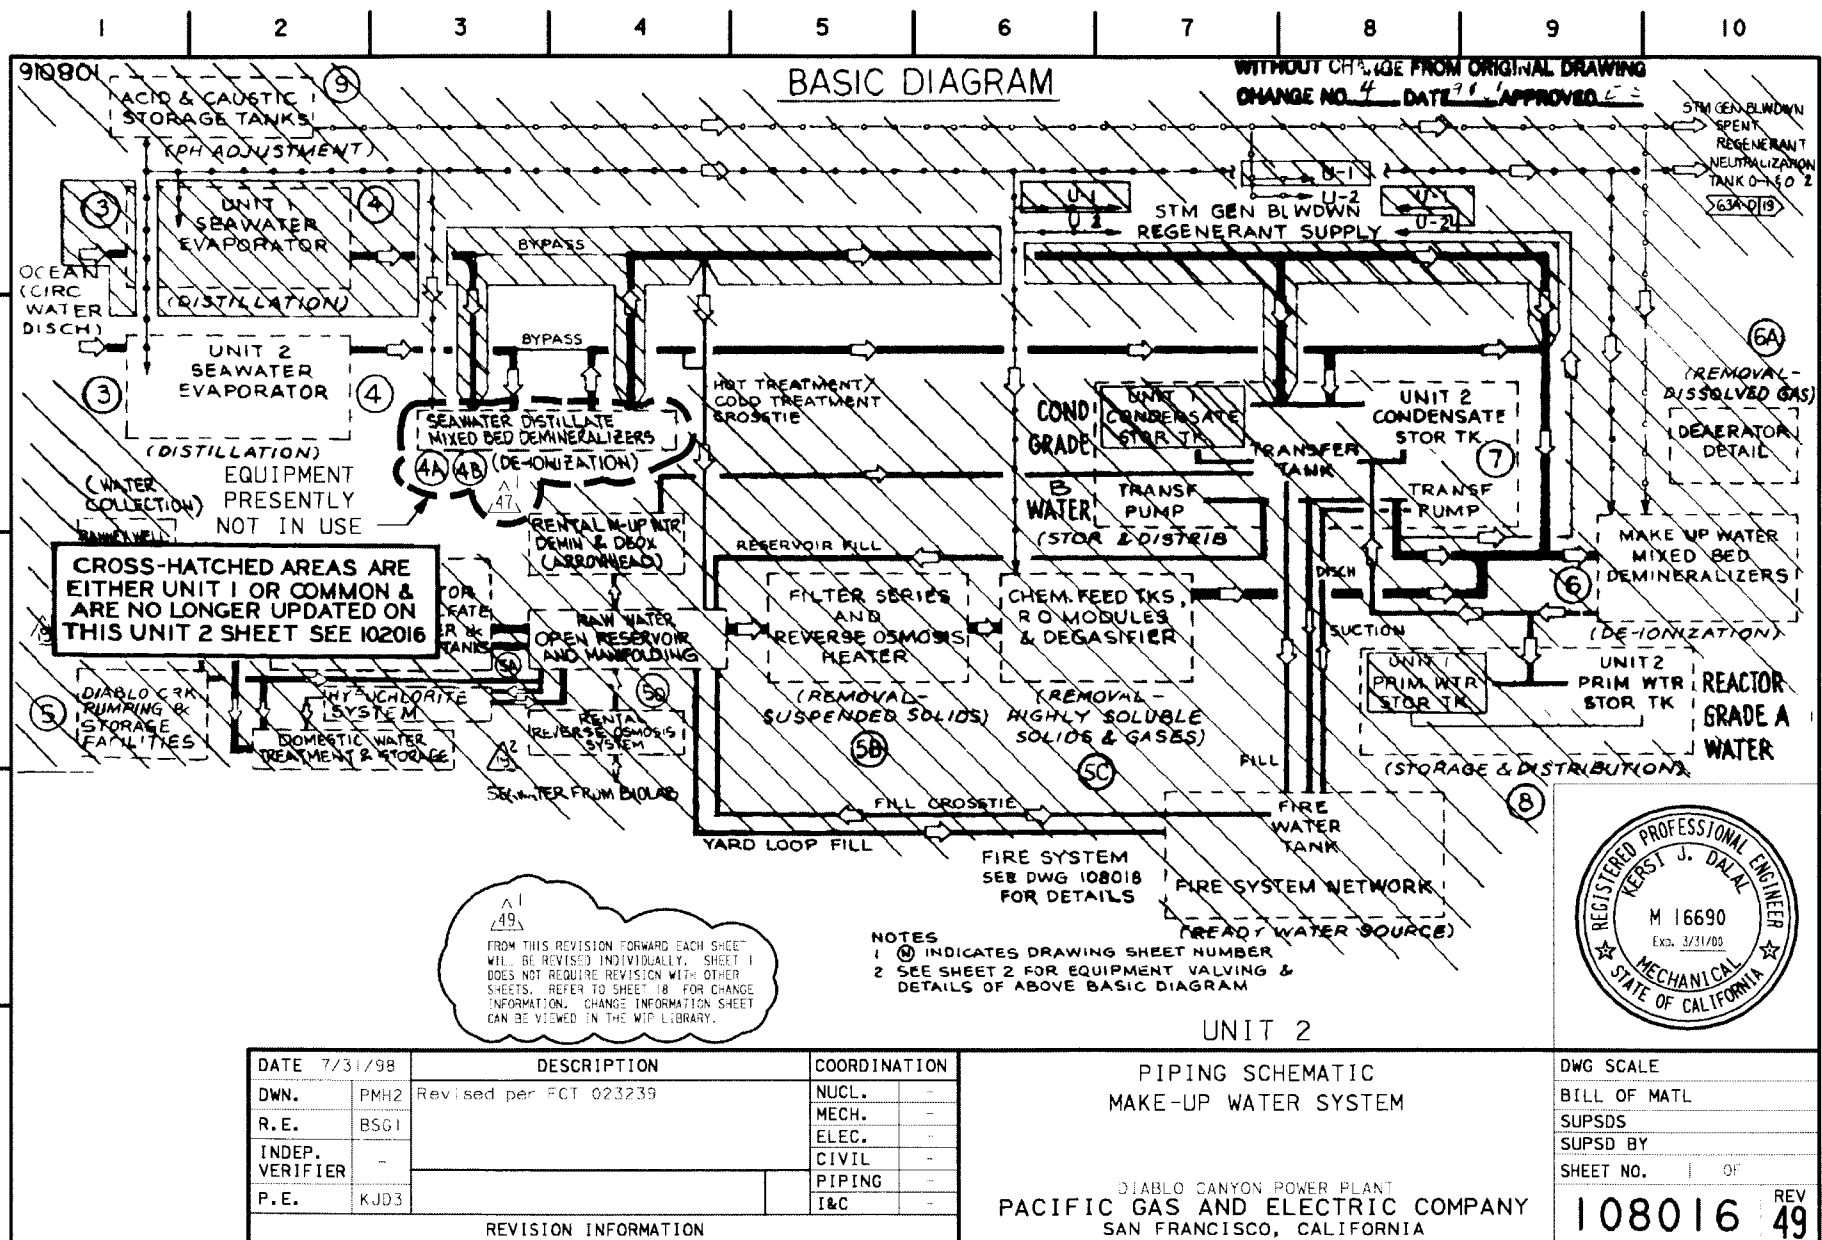 1 2 3 4 5 6 7 8 9 10
910801
BASIC DIAGRAM
WITHOUT CHANGE FROM ORIGINAL DRAWING
CHANGE NO. 4 DATE APPROVED
9
ACID & CAUSTIC
STORAGE TANKS
(PH ADJUSTMENT)
STM GEN BLWDWN
SPENT
REGENERANT
NEUTRALIZATION
TANK 0-1 & 0 2
3
UNIT 1
SEAWATER
EVAPORATOR
(DISTILLATION)
4
BYPASS
U-1
U-2
U-1
U-2
U-1
U-2
STM GEN BLWDWN
REGENERANT SUPPLY
OCEAN
(CIRC
WATER
DISCH)
3
UNIT 2
SEAWATER
EVAPORATOR
(DISTILLATION)
4
BYPASS
HOT TREATMENT/
COLD TREATMENT
CROSSTIE
6A
(REMOVAL-
DISSOLVED GAS)
DEAERATOR
DETAIL
SEAWATER DISTILLATE
MIXED BED DEMINERALIZERS
4A 4B (DE-IONIZATION)
47
EQUIPMENT
PRESENTLY
NOT IN USE
COND
GRADE
B
WATER
UNIT 1
CONDENSATE
STOR TK
UNIT 2
CONDENSATE
STOR TK
7
TRANSFER
TANK
TRANSF
PUMP
TRANSF
PUMP
(STOR & DISTRIB
(WATER
COLLECTION)
CROSS-HATCHED AREAS ARE
EITHER UNIT 1 OR COMMON &
ARE NO LONGER UPDATED ON
THIS UNIT 2 SHEET SEE 102016
RENTAL M-UP WTR
DEMIN & DEOX
(ARROWHEAD)
RESERVOIR FILL
RAW WATER
OPEN RESERVOIR
AND MANIFOLDING
FILTER SERIES
AND
REVERSE OSMOSIS
HEATER
(REMOVAL-
SUSPENDED SOLIDS)
5B
CHEM. FEED TKS,
R O MODULES
& DEGASIFIER
(REMOVAL-
HIGHLY SOLUBLE
SOLIDS & GASES)
5C
DISCH
SUCTION
FILL
MAKE UP WATER
MIXED BED
DEMINERALIZERS
6
(DE-IONIZATION)
UNIT 1
PRIM WTR
STOR TK
UNIT 2
PRIM WTR
STOR TK
REACTOR
GRADE A
WATER
(STORAGE & DISTRIBUTION)
8
TANKS
5A
5
DIABLO CRK
PUMPING &
STORAGE
FACILITIES
HYPOCHLORITE
SYSTEM
DOMESTIC WATER
TREATMENT & STORAGE
5D
RENTAL
REVERSE OSMOSIS
SYSTEM
FROM BIOLAB
FILL CROSSTIE
YARD LOOP FILL
FIRE SYSTEM
SEE DWG 108018
FOR DETAILS
FIRE
WATER
TANK
FIRE SYSTEM NETWORK
(READY WATER SOURCE)
1
49
FROM THIS REVISION FORWARD EACH SHEET
WILL BE REVISED INDIVIDUALLY. SHEET 1
DOES NOT REQUIRE REVISION WITH OTHER
SHEETS. REFER TO SHEET 18 FOR CHANGE
INFORMATION. CHANGE INFORMATION SHEET
CAN BE VIEWED IN THE WIP LIBRARY.
NOTES
1 N INDICATES DRAWING SHEET NUMBER
2 SEE SHEET 2 FOR EQUIPMENT VALVING &
DETAILS OF ABOVE BASIC DIAGRAM
REGISTERED PROFESSIONAL ENGINEER
KERSI J. DALAL
M 16690
Exp. 3/31/00
MECHANICAL
STATE OF CALIFORNIA
UNIT 2
DATE 7/31/98 DESCRIPTION COORDINATION
DWN. PMH2 Revised per FCT 023239 NUCL. -
MECH. -
R.E. BSG1
ELEC. -
INDEP.
VERIFIER -
CIVIL -
PIPING -
P.E. KJD3
I&C -
REVISION INFORMATION
PIPING SCHEMATIC
MAKE-UP WATER SYSTEM
DIABLO CANYON POWER PLANT
PACIFIC GAS AND ELECTRIC COMPANY
SAN FRANCISCO, CALIFORNIA
DWG SCALE
BILL OF MATL
SUPSDS
SUPSD BY
SHEET NO. 1 OF
108016 REV
49